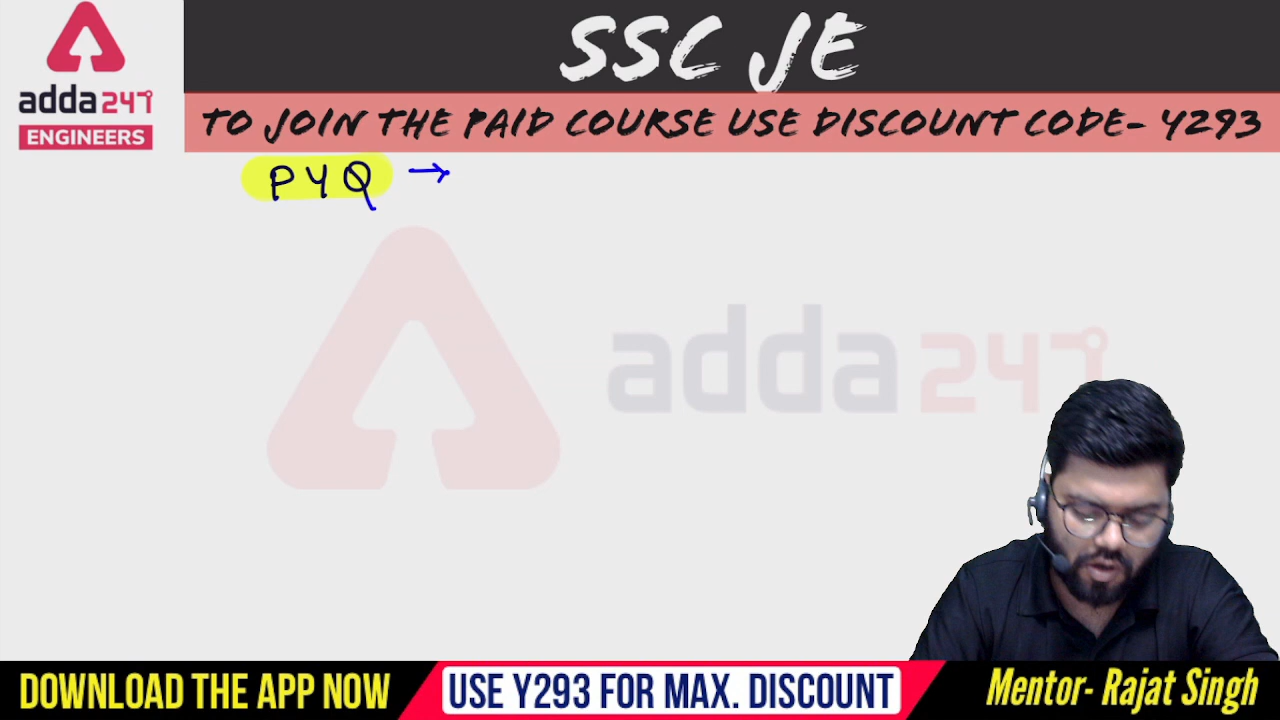 SSC JE
adda247
ENGINEERS
TO JOIN THE PAID COURSE USE DISCOUNT CODE- Y293
PYQ →
adda247
DOWNLOAD THE APP NOW
USE Y293 FOR MAX. DISCOUNT
Mentor- Rajat Singh